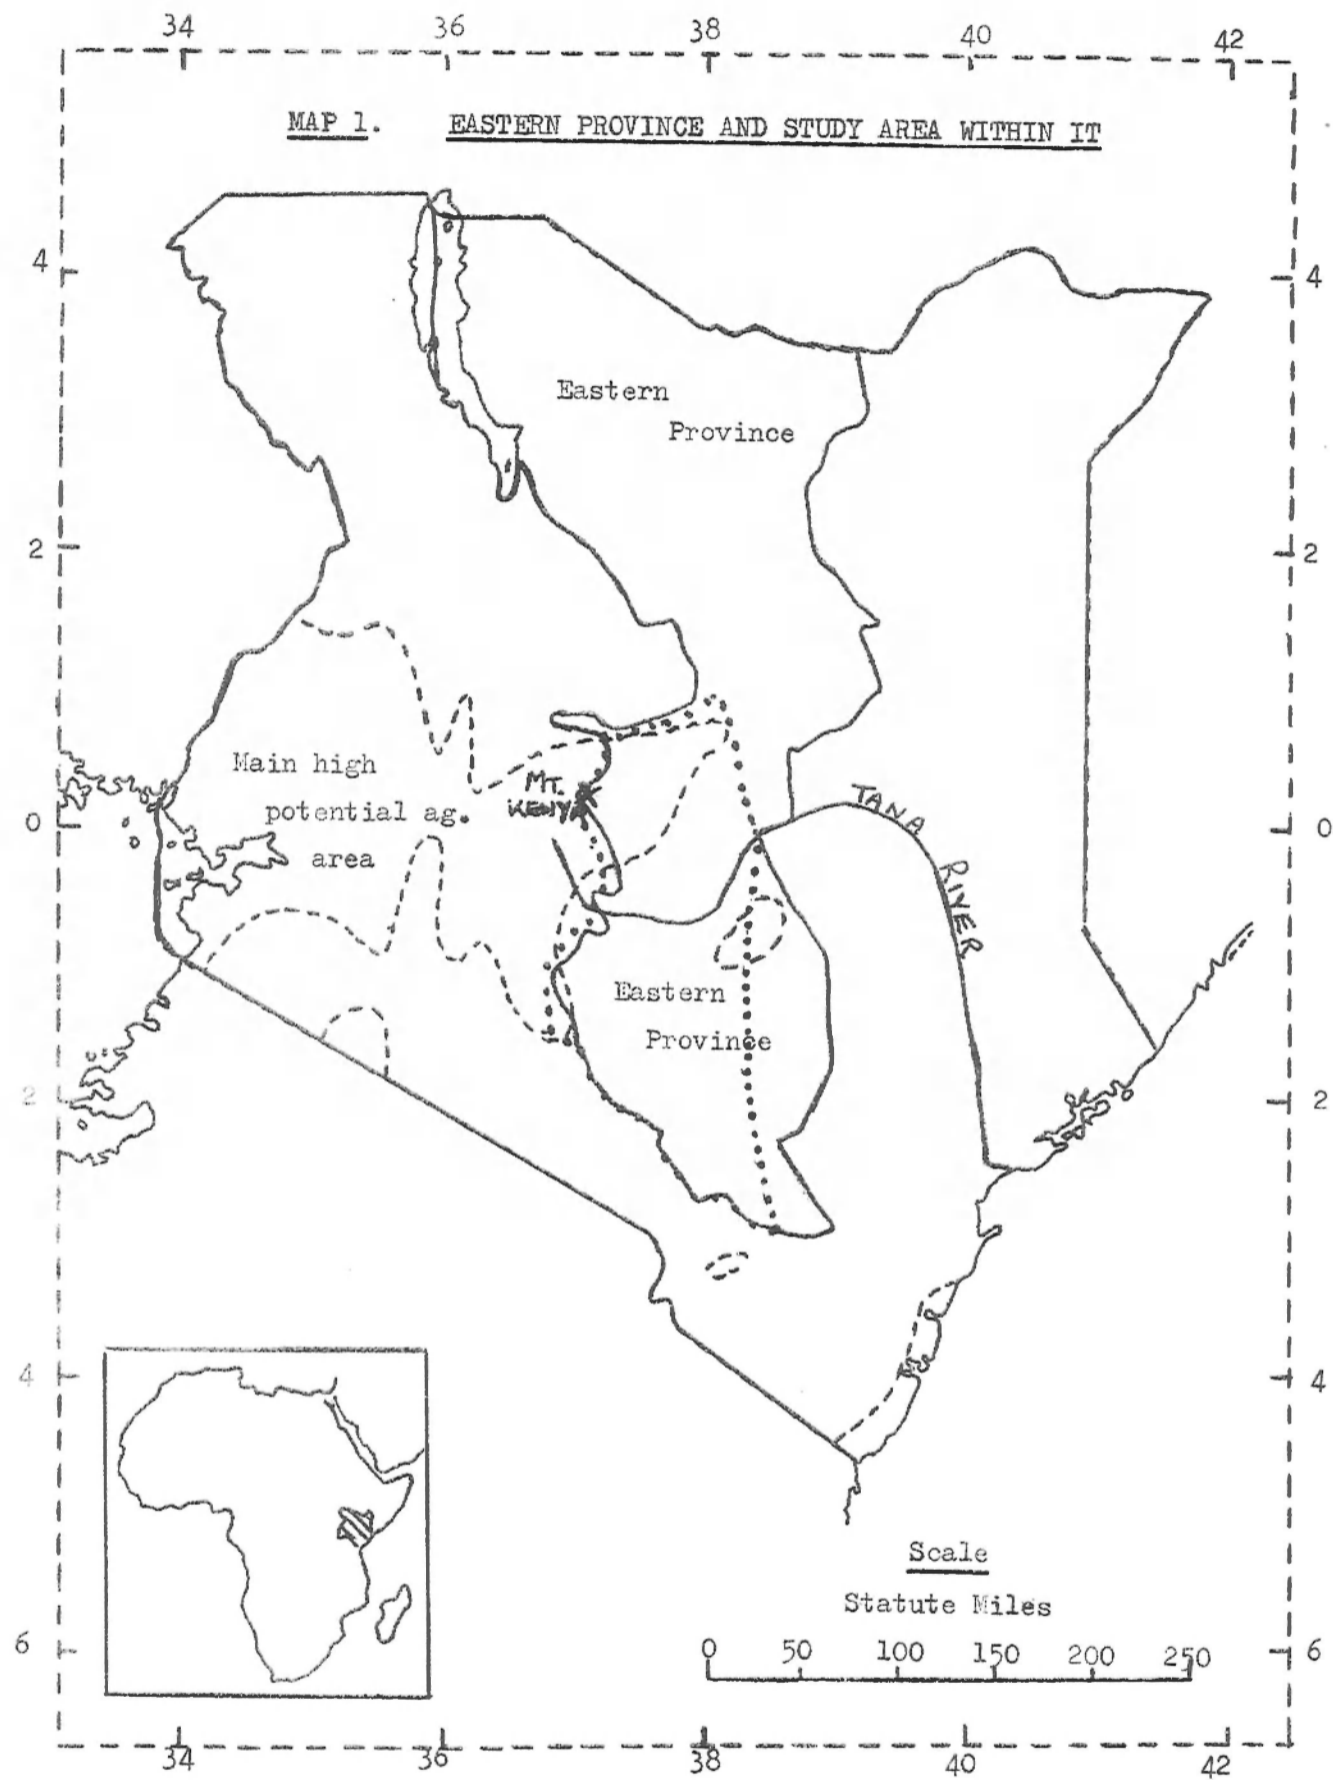 34 36 38 40 42
MAP 1. EASTERN PROVINCE AND STUDY AREA WITHIN IT
4 4
Eastern
Province
2 2
Main high
potential ag.
area
MT.
KENYA
TANA
RIVER
0 0
Eastern
Province
2 2
4 4
Scale
Statute Miles
0 50 100 150 200 250
6 6
34 36 38 40 42